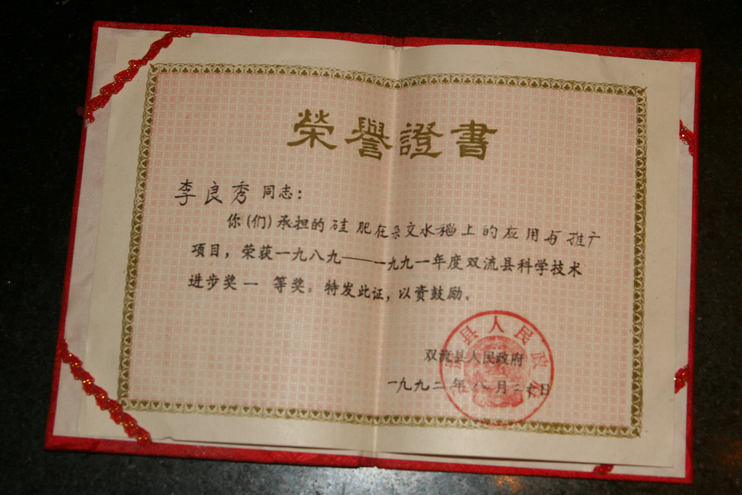 榮譽證書
李良秀 同志：
你(们)承担的硅肥在杂交水稻上的应用与推广
项目，荣获一九八九——一九九一年度双流县科学技术
进步奖一等奖。特发此证，以资鼓励。
双流县人民政府
一九九二年八月二十日
县人民政